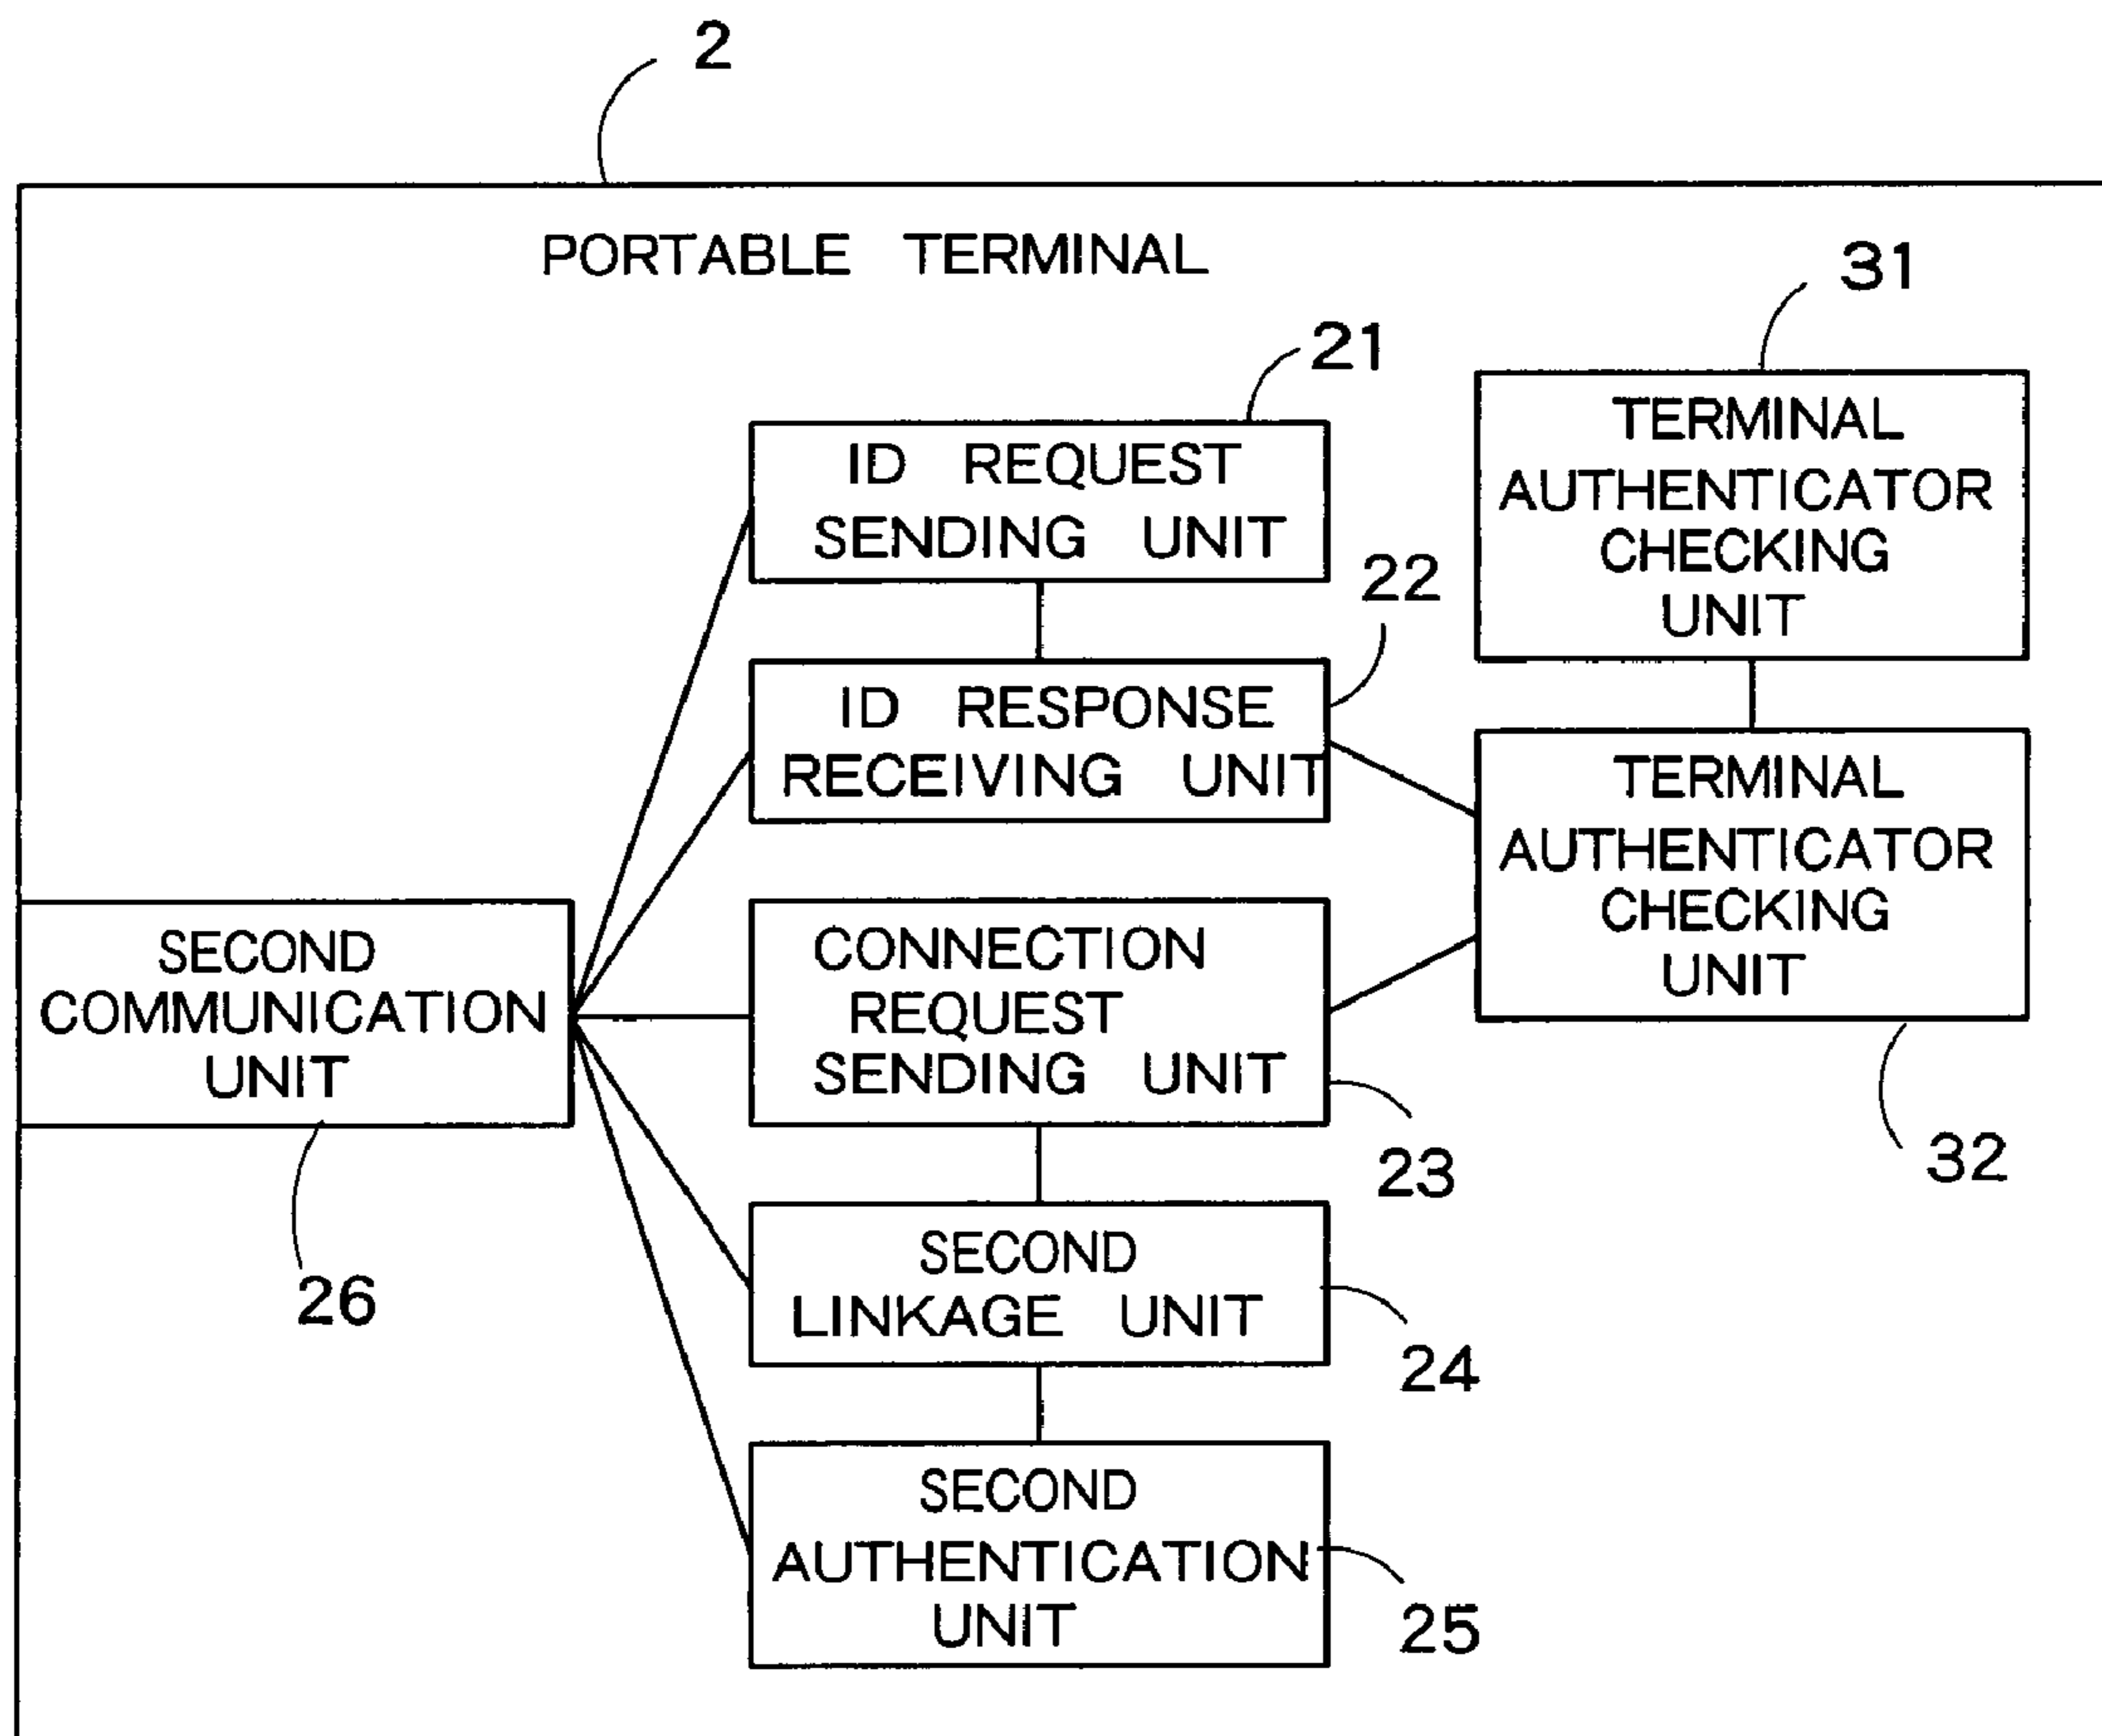 2
PORTABLE TERMINAL
31
21
TERMINAL
AUTHENTICATOR
CHECKING
UNIT
ID REQUEST
SENDING UNIT
22
ID RESPONSE
RECEIVING UNIT
TERMINAL
AUTHENTICATOR
CHECKING
UNIT
32
SECOND
COMMUNICATION
UNIT
26
CONNECTION
REQUEST
SENDING UNIT
23
SECOND
LINKAGE UNIT
24
SECOND
AUTHENTICATION
UNIT
25